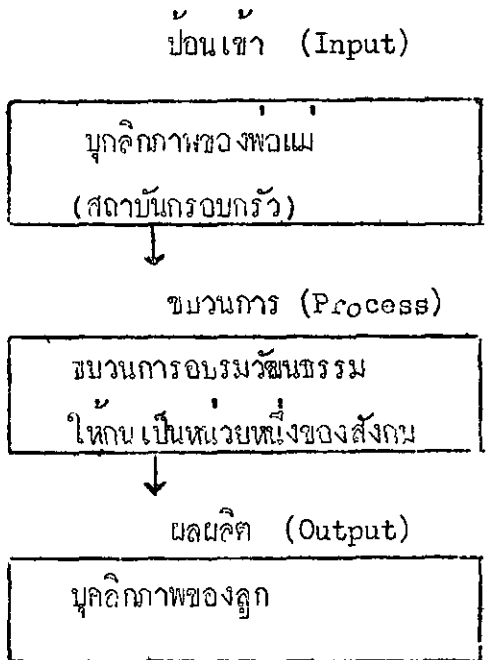 ป้อนเข้า (Input)
บุคลิกภาพของพ่อแม่
(สถาบันครอบครัว)
ขบวนการ (Process)
ขบวนการอบรมวัฒนธรรม
ให้คนเป็นหน่วยหนึ่งของสังคม
ผลผลิต (Output)
บุคลิกภาพของลูก